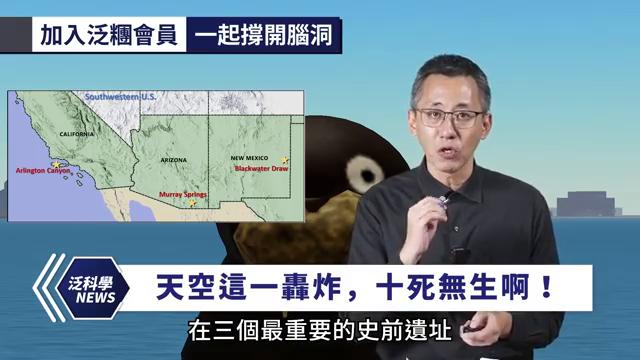 加入泛糰會員 一起撐開腦洞
Southwestern U.S.
CALIFORNIA
ARIZONA
NEW MEXICO
Arlington Canyon
Blackwater Draw
Murray Springs
泛科學
NEWS
天空這一轟炸，十死無生啊！
在三個最重要的史前遺址